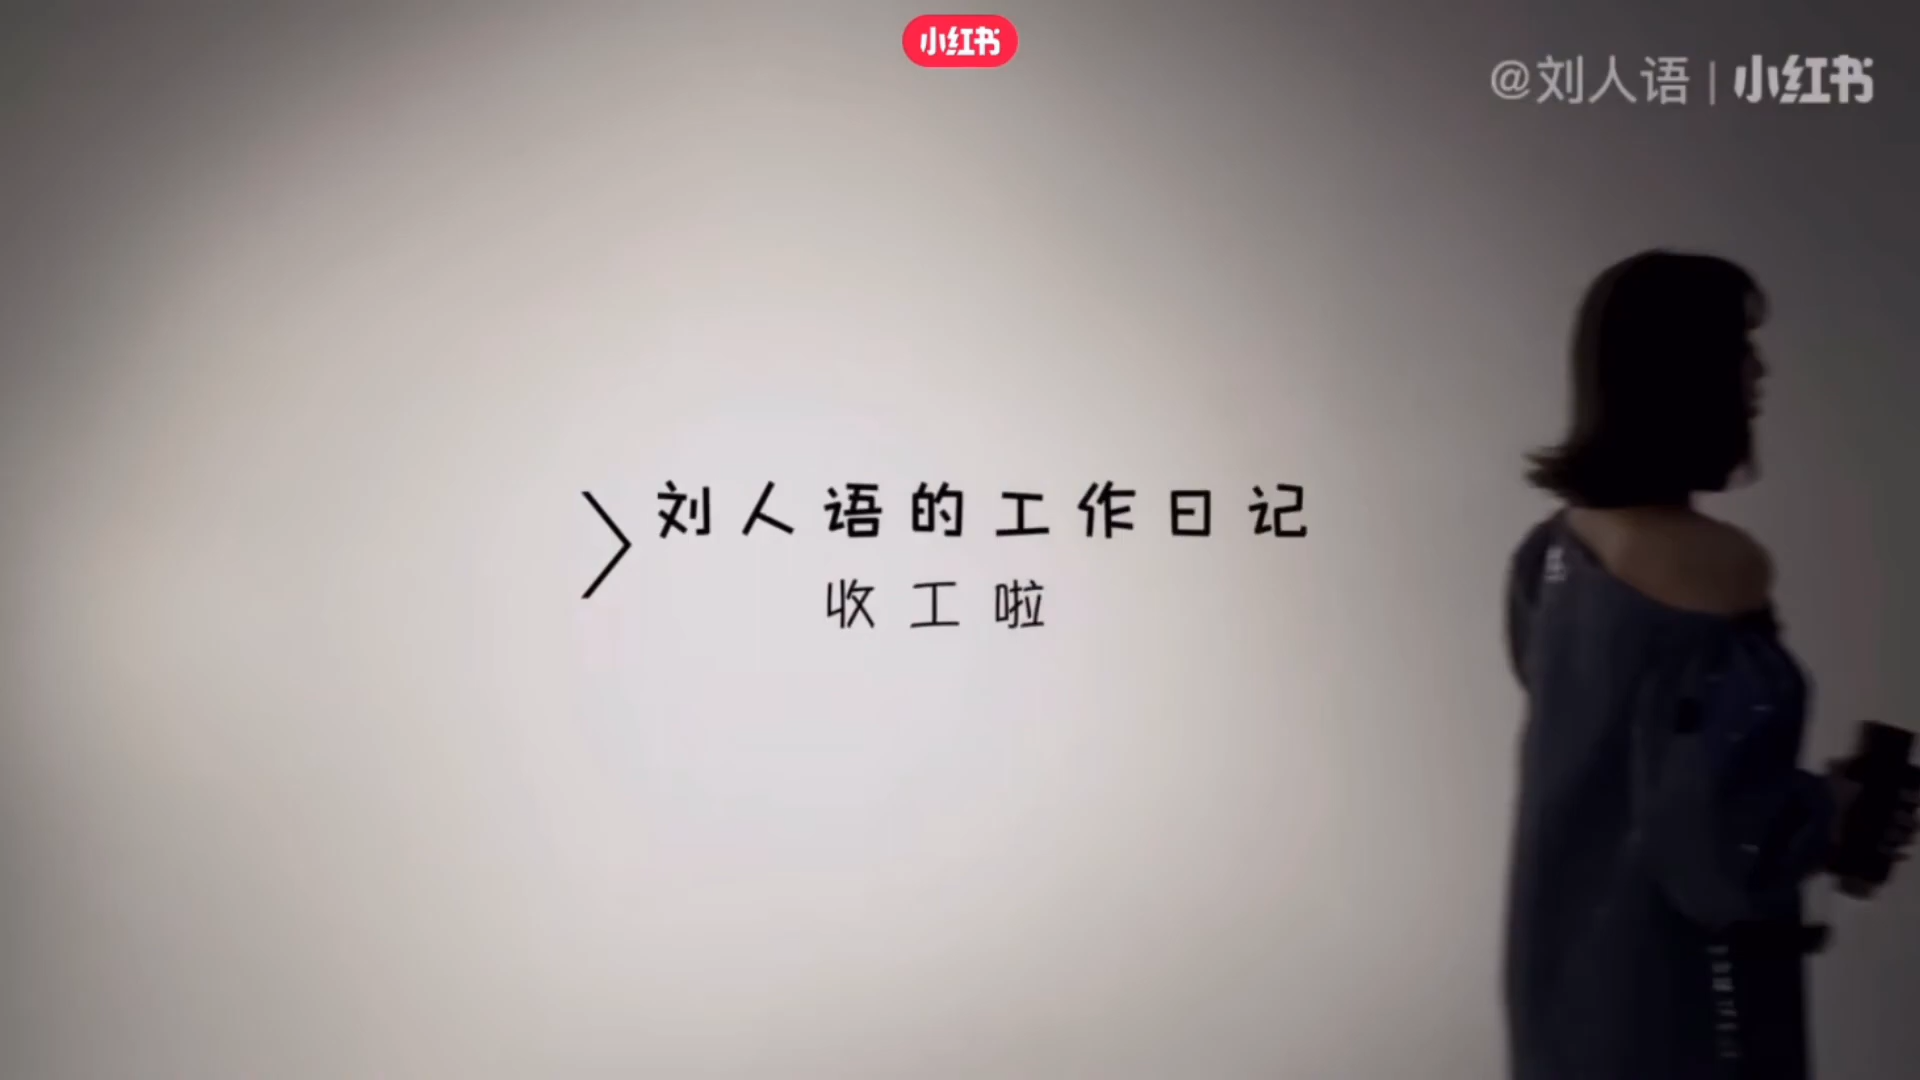 小红书
@刘人语 | 小红书
刘人语的工作日记
收工啦